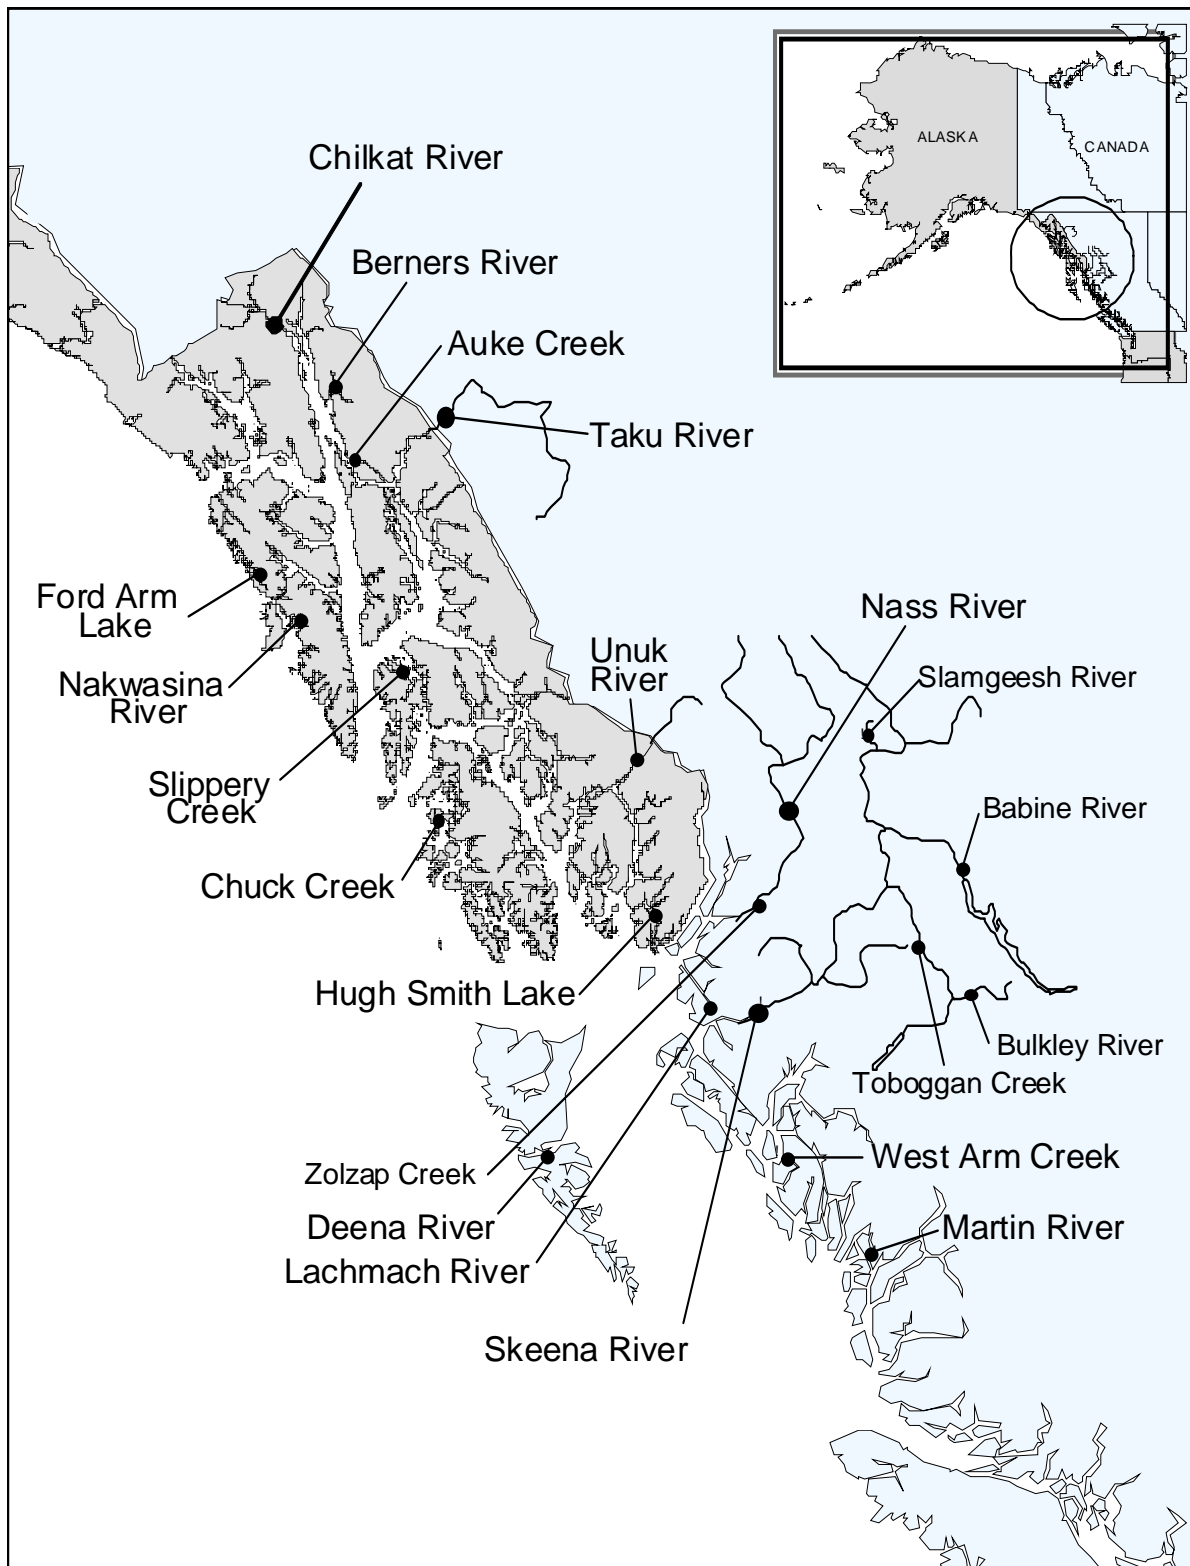 ALASKA
CANADA
Chilkat River
Berners River
Auke Creek
Taku River
Ford Arm
Lake
Nass River
Unuk
River
Slamgeesh River
Nakwasina
River
Slippery
Creek
Babine River
Chuck Creek
Hugh Smith Lake
Bulkley River
Toboggan Creek
West Arm Creek
Zolzap Creek
Deena River
Martin River
Lachmach River
Skeena River